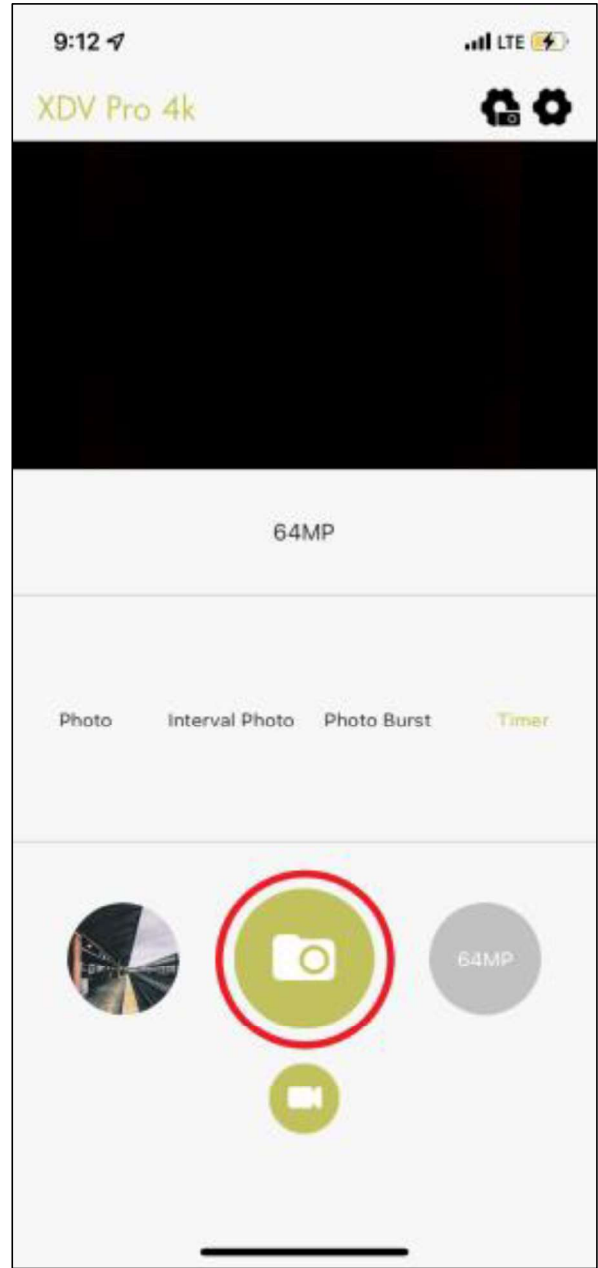 9:12
LTE
XDV Pro 4k
64MP
Photo Interval Photo Photo Burst Timer
64MP